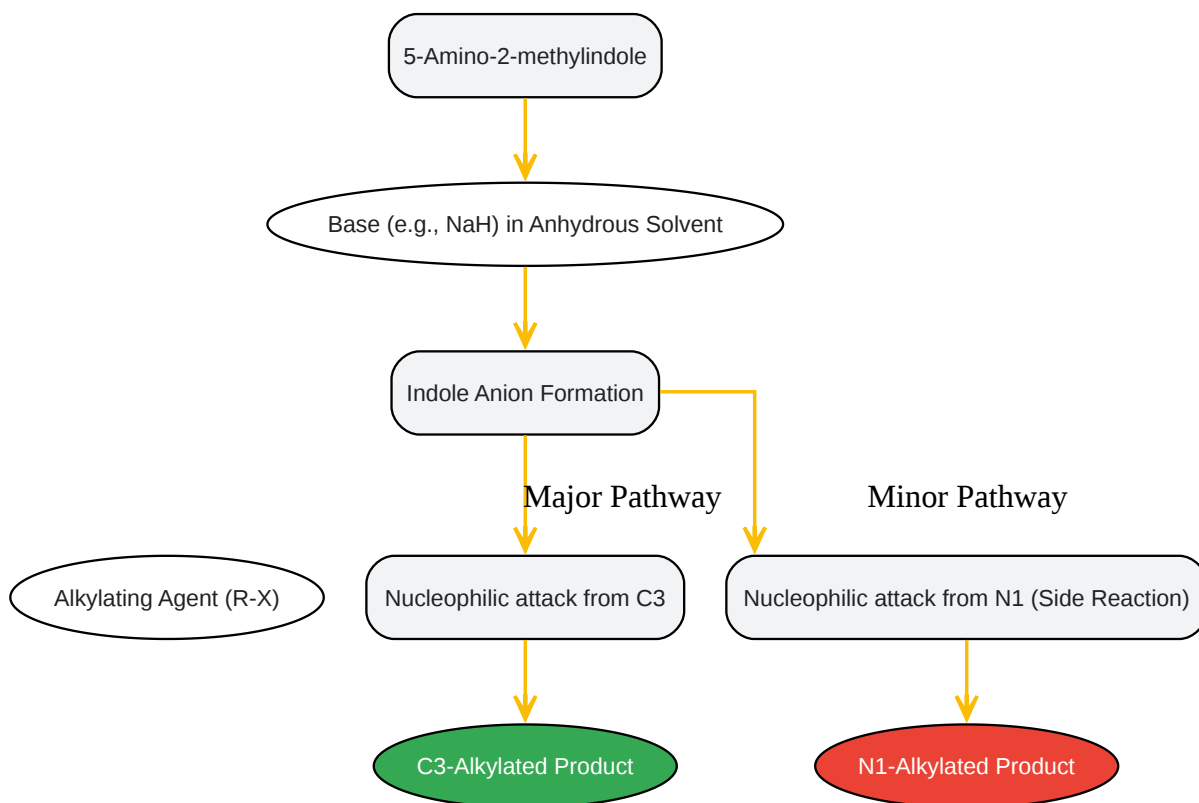 5-Amino-2-methylindole
Base (e.g., NaH) in Anhydrous Solvent
Indole Anion Formation
Major Pathway
Minor Pathway
Alkylating Agent (R-X)
Nucleophilic attack from C3
Nucleophilic attack from N1 (Side Reaction)
C3-Alkylated Product
N1-Alkylated Product